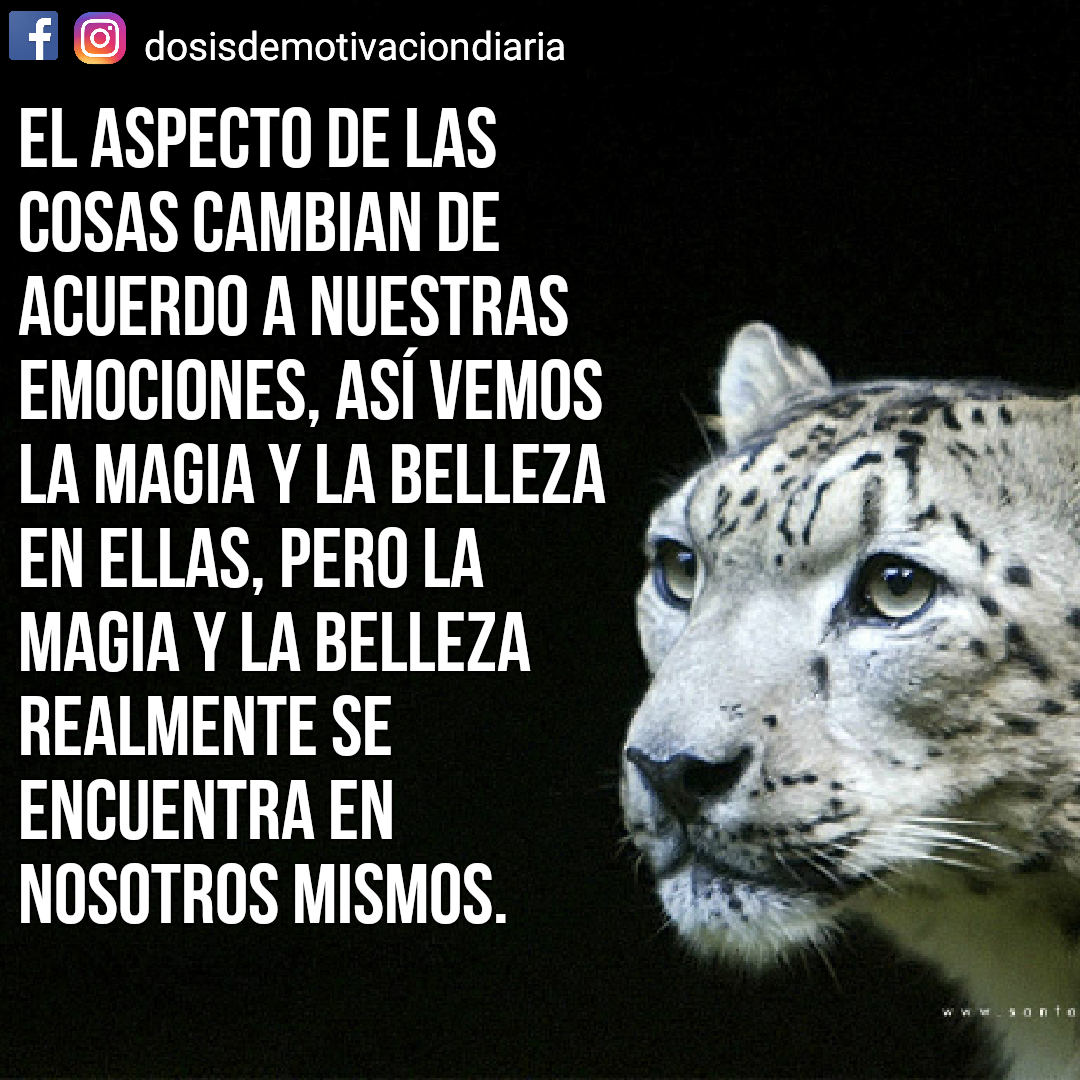 dosisdemotivaciondiaria
EL ASPECTO DE LAS
COSAS CAMBIAN DE
ACUERDO A NUESTRAS
EMOCIONES, ASÍ VEMOS
LA MAGIA Y LA BELLEZA
EN ELLAS, PERO LA
MAGIA Y LA BELLEZA
REALMENTE SE
ENCUENTRA EN
NOSOTROS MISMOS.